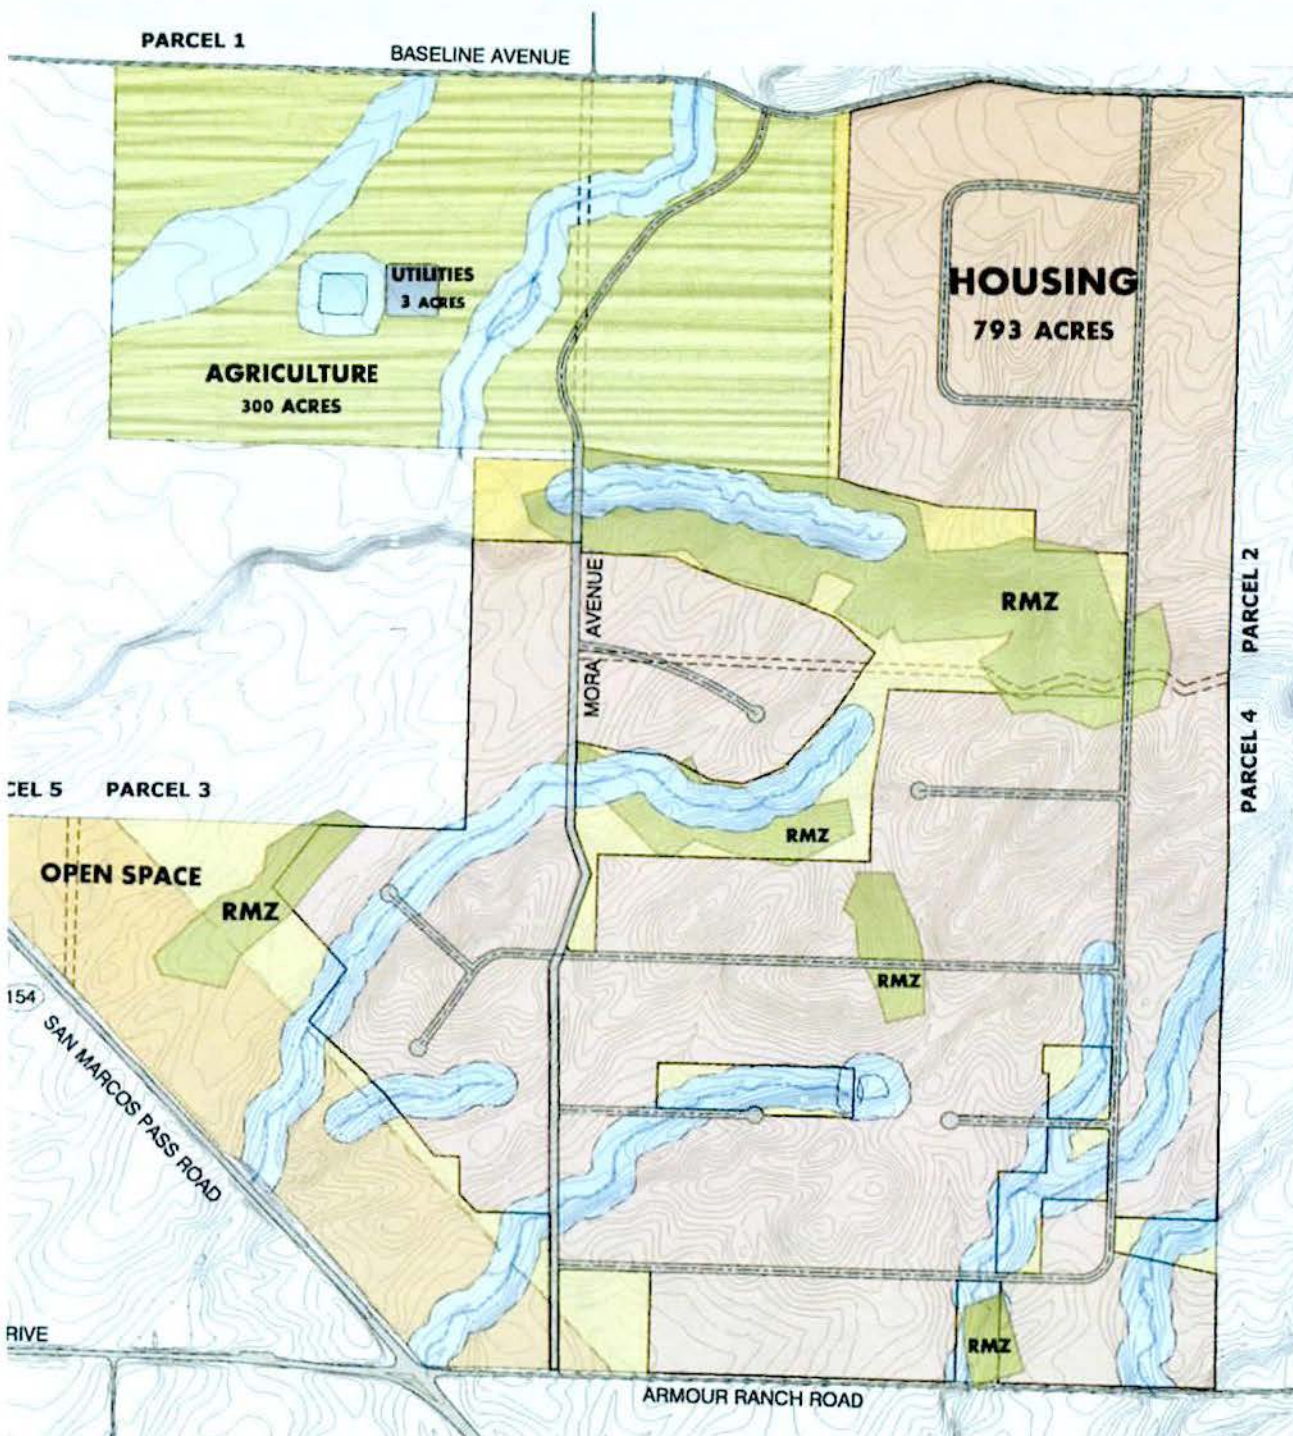 PARCEL 1
BASELINE AVENUE
UTILITIES
3 ACRES
HOUSING
793 ACRES
AGRICULTURE
300 ACRES
RMZ
MORA AVENUE
PARCEL 2
PARCEL 4
CEL 5
PARCEL 3
RMZ
OPEN SPACE
RMZ
RMZ
154
SAN MARCOS PASS ROAD
RIVE
RMZ
ARMOUR RANCH ROAD